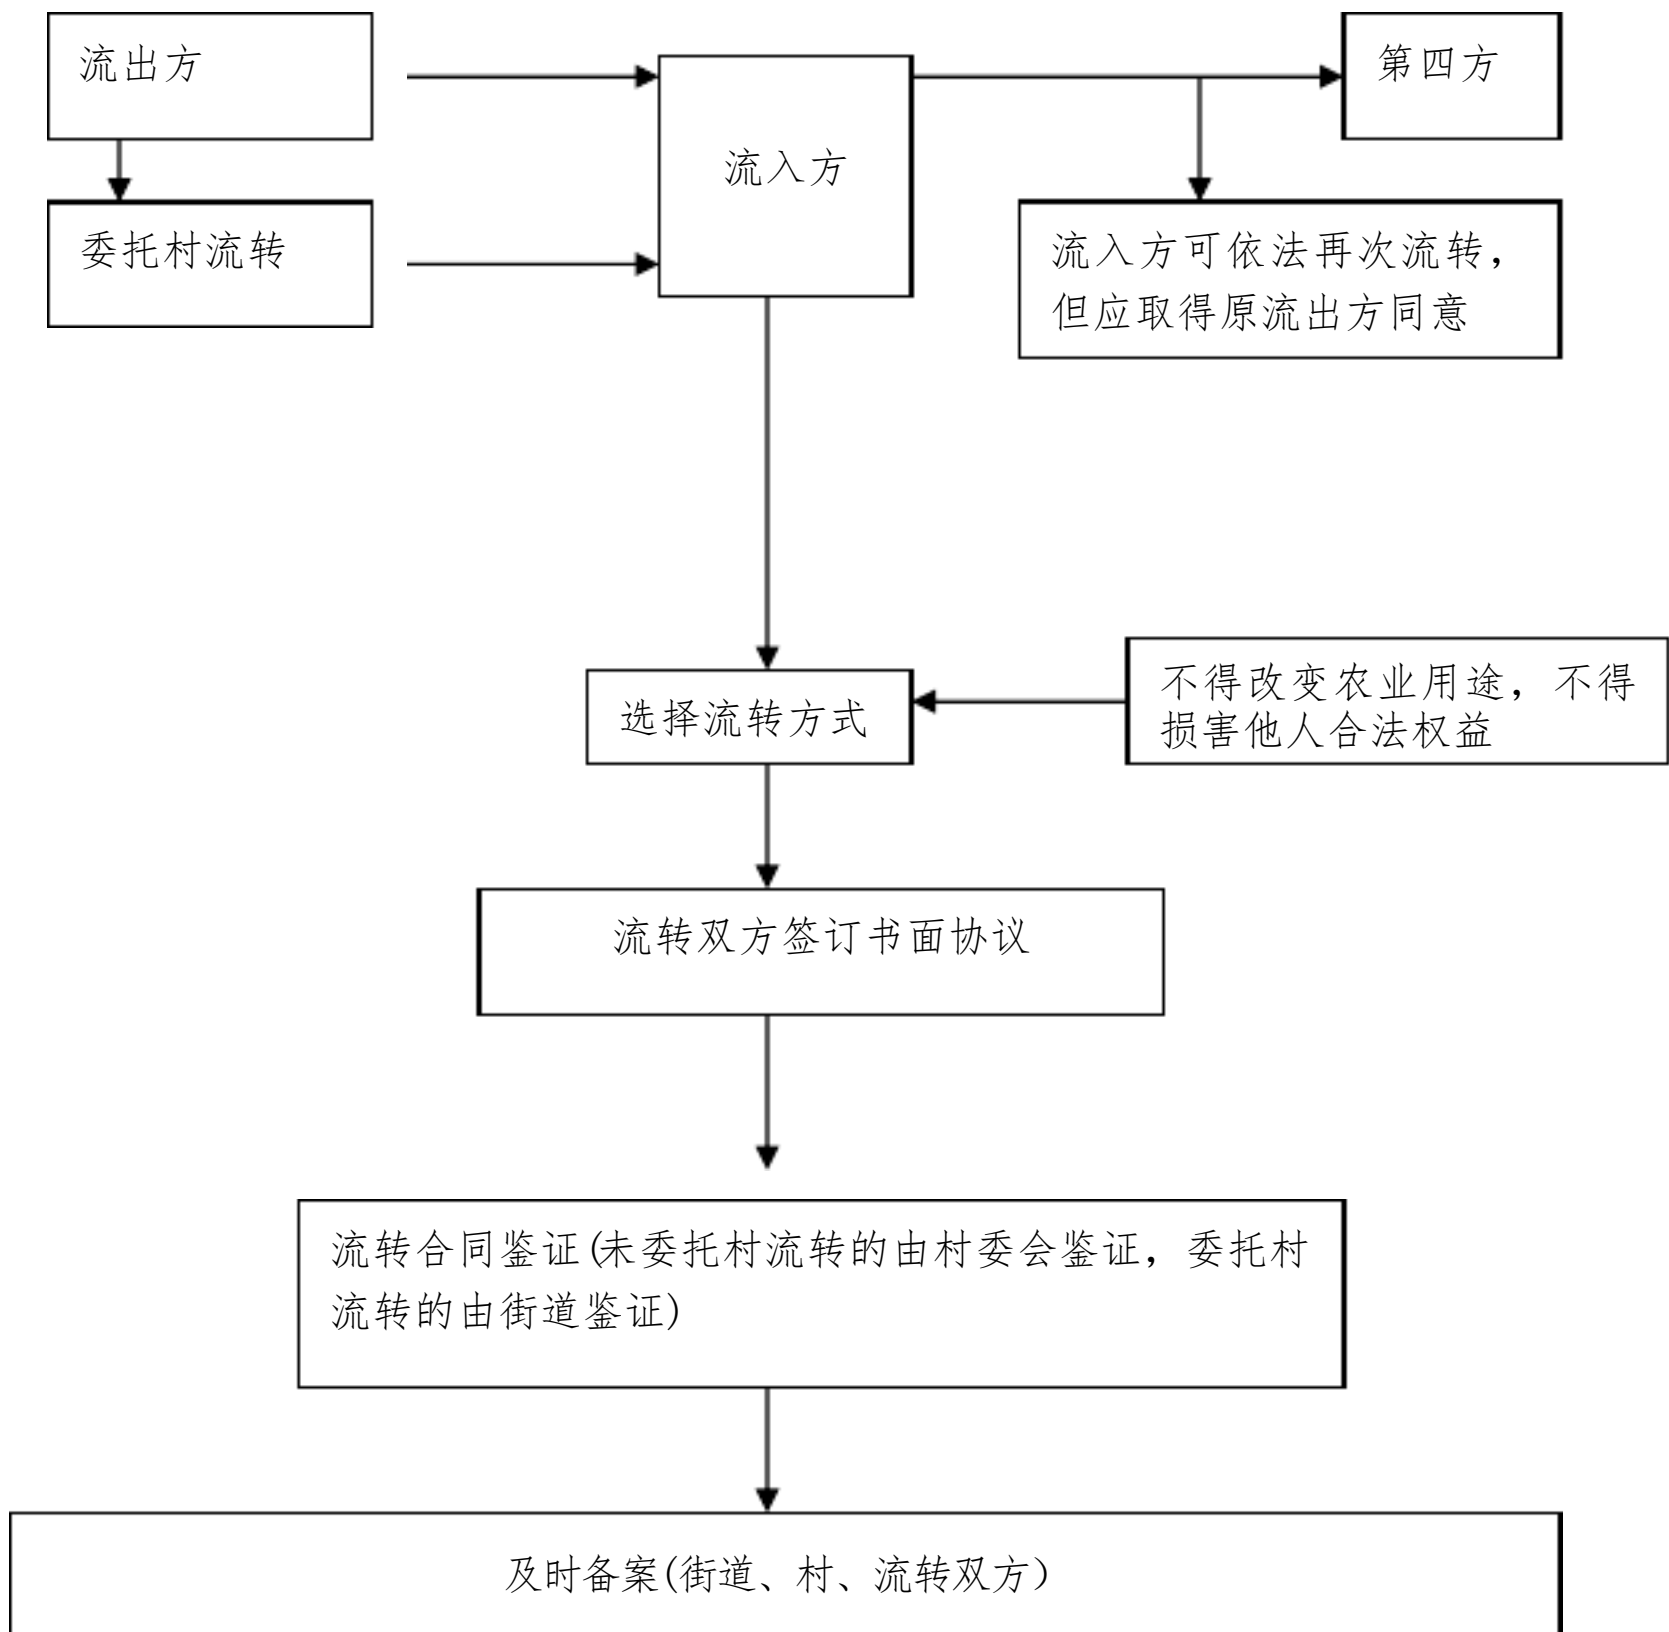 流出方
第四方
流入方
委托村流转
流入方可依法再次流转，
但应取得原流出方同意
不得改变农业用途，不得
损害他人合法权益
选择流转方式
流转双方签订书面协议
流转合同鉴证(未委托村流转的由村委会鉴证，委托村
流转的由街道鉴证)
及时备案(街道、村、流转双方）